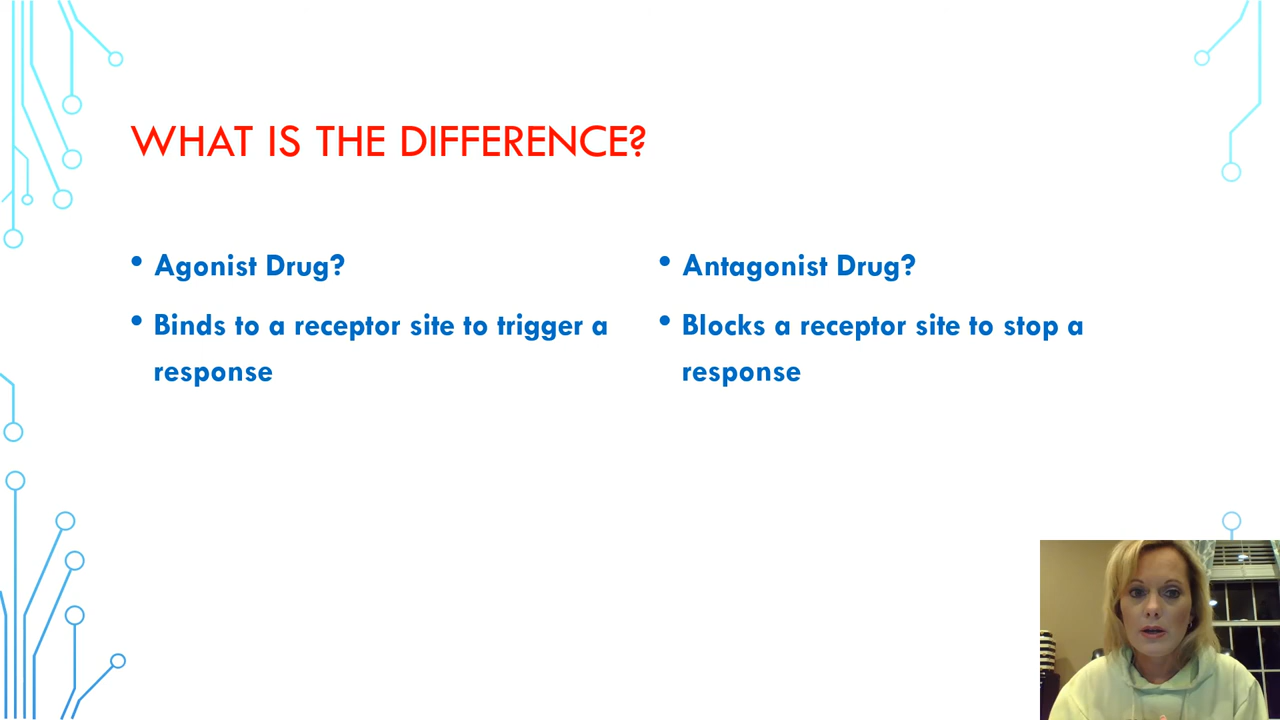 WHAT IS THE DIFFERENCE?
• Agonist Drug?
• Binds to a receptor site to trigger a
response
• Antagonist Drug?
• Blocks a receptor site to stop a
response